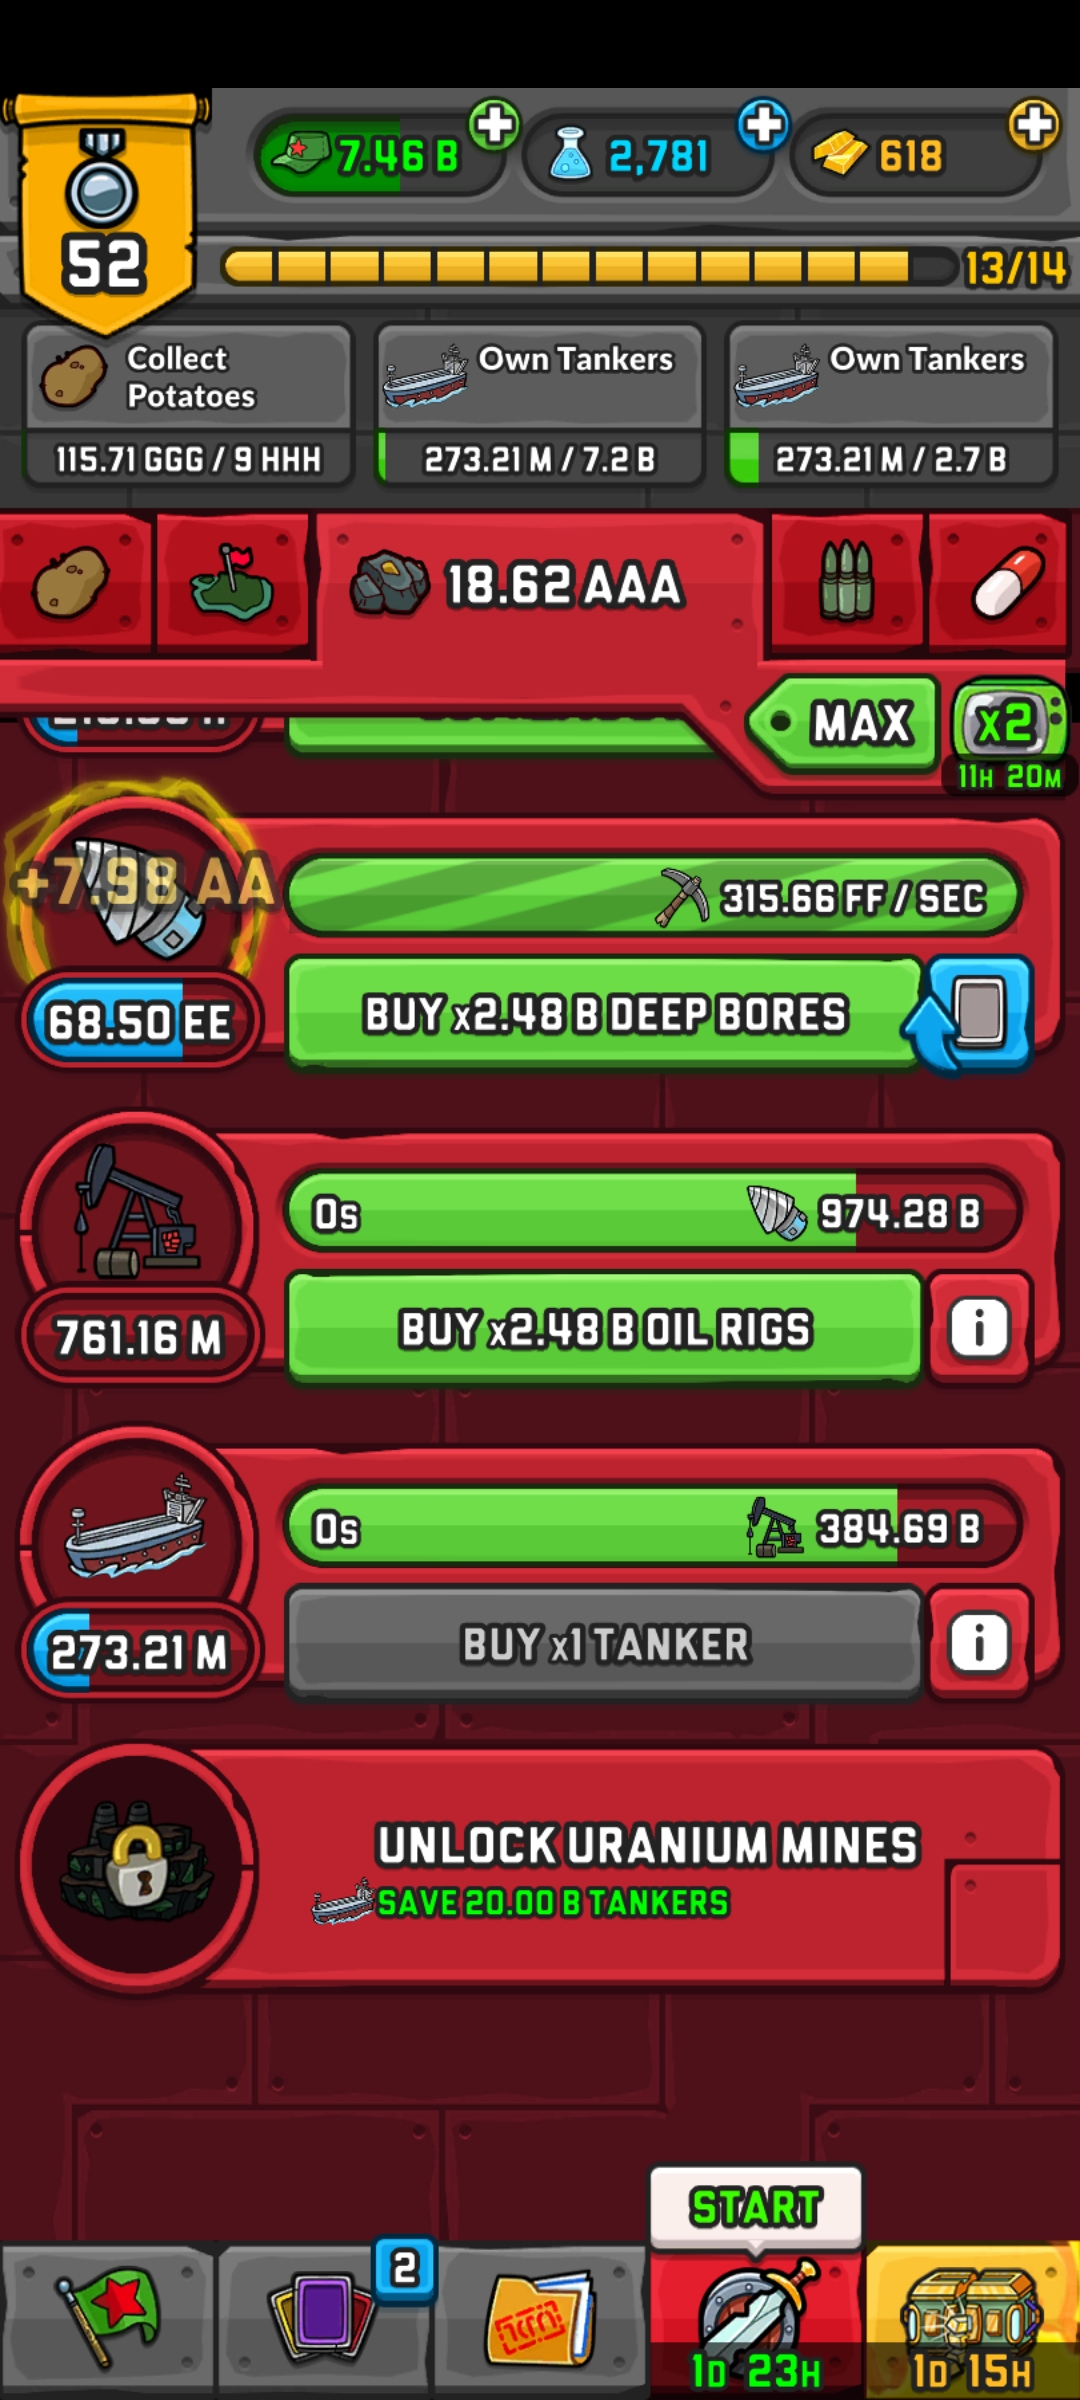 52
7.46 B
2,781
618
13/14
Collect
Potatoes
115.71 GGG / 9 HHH
Own Tankers
273.21 M / 7.2 B
Own Tankers
273.21 M / 2.7 B
18.62 AAA
MAX
x2
11H 20M
+7.98 AA
315.66 FF / SEC
68.50 EE
BUY x2.48 B DEEP BORES
0s
974.28 B
761.16 M
BUY x2.48 B OIL RIGS
i
0s
384.69 B
273.21 M
BUY x1 TANKER
i
UNLOCK URANIUM MINES
SAVE 20.00 B TANKERS
START
2
1D 23H
1D 15H